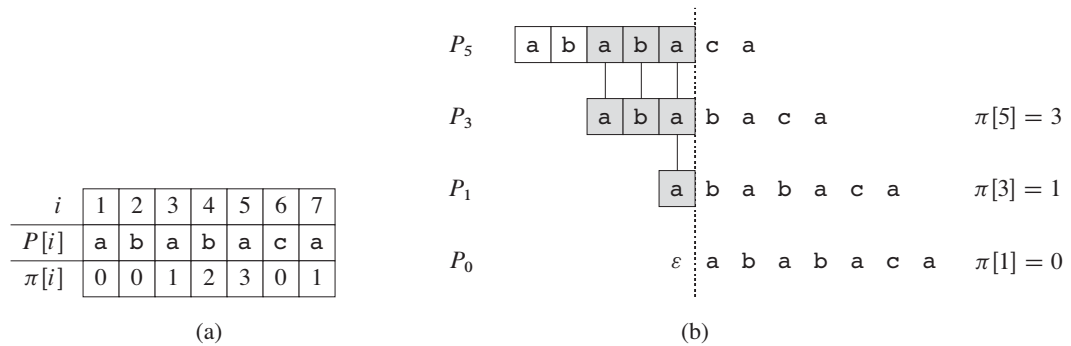 i 1 2 3 4 5 6 7
P[i] a b a b a c a
π[i] 0 0 1 2 3 0 1
(a)
P5 a b a b a c a
P3 a b a b a c a π[5] = 3
P1 a b a b a c a π[3] = 1
P0 ε a b a b a c a π[1] = 0
(b)